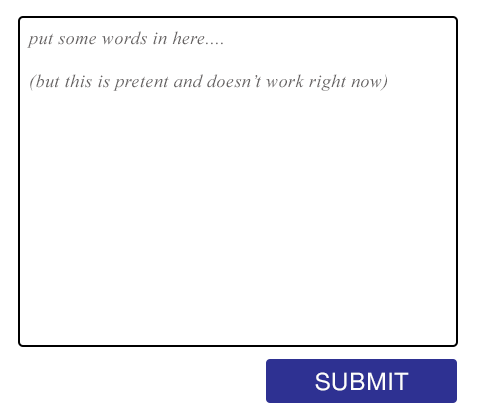 put some words in here....
(but this is pretent and doesn’t work right now)
SUBMIT